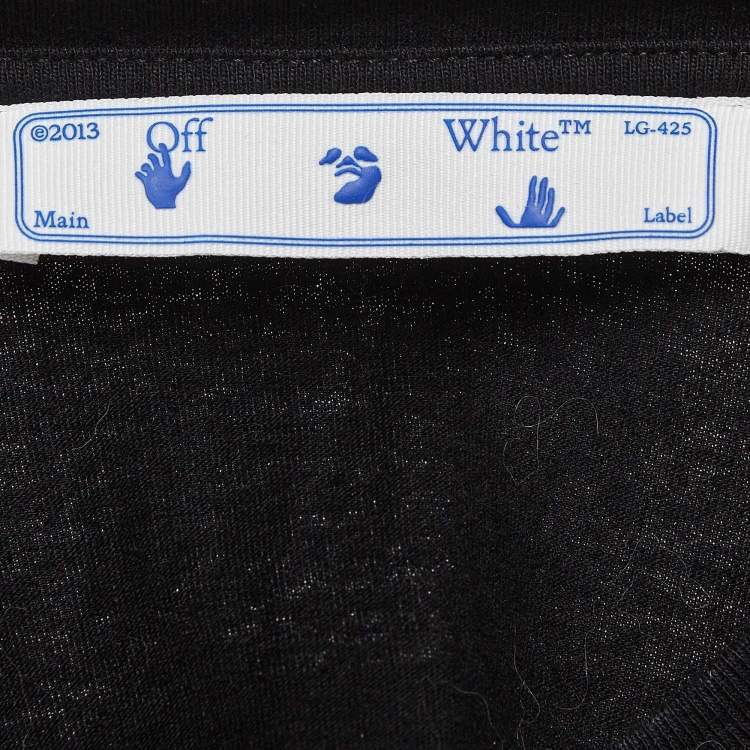 ©2013 Off White™ LG-425
Main Label